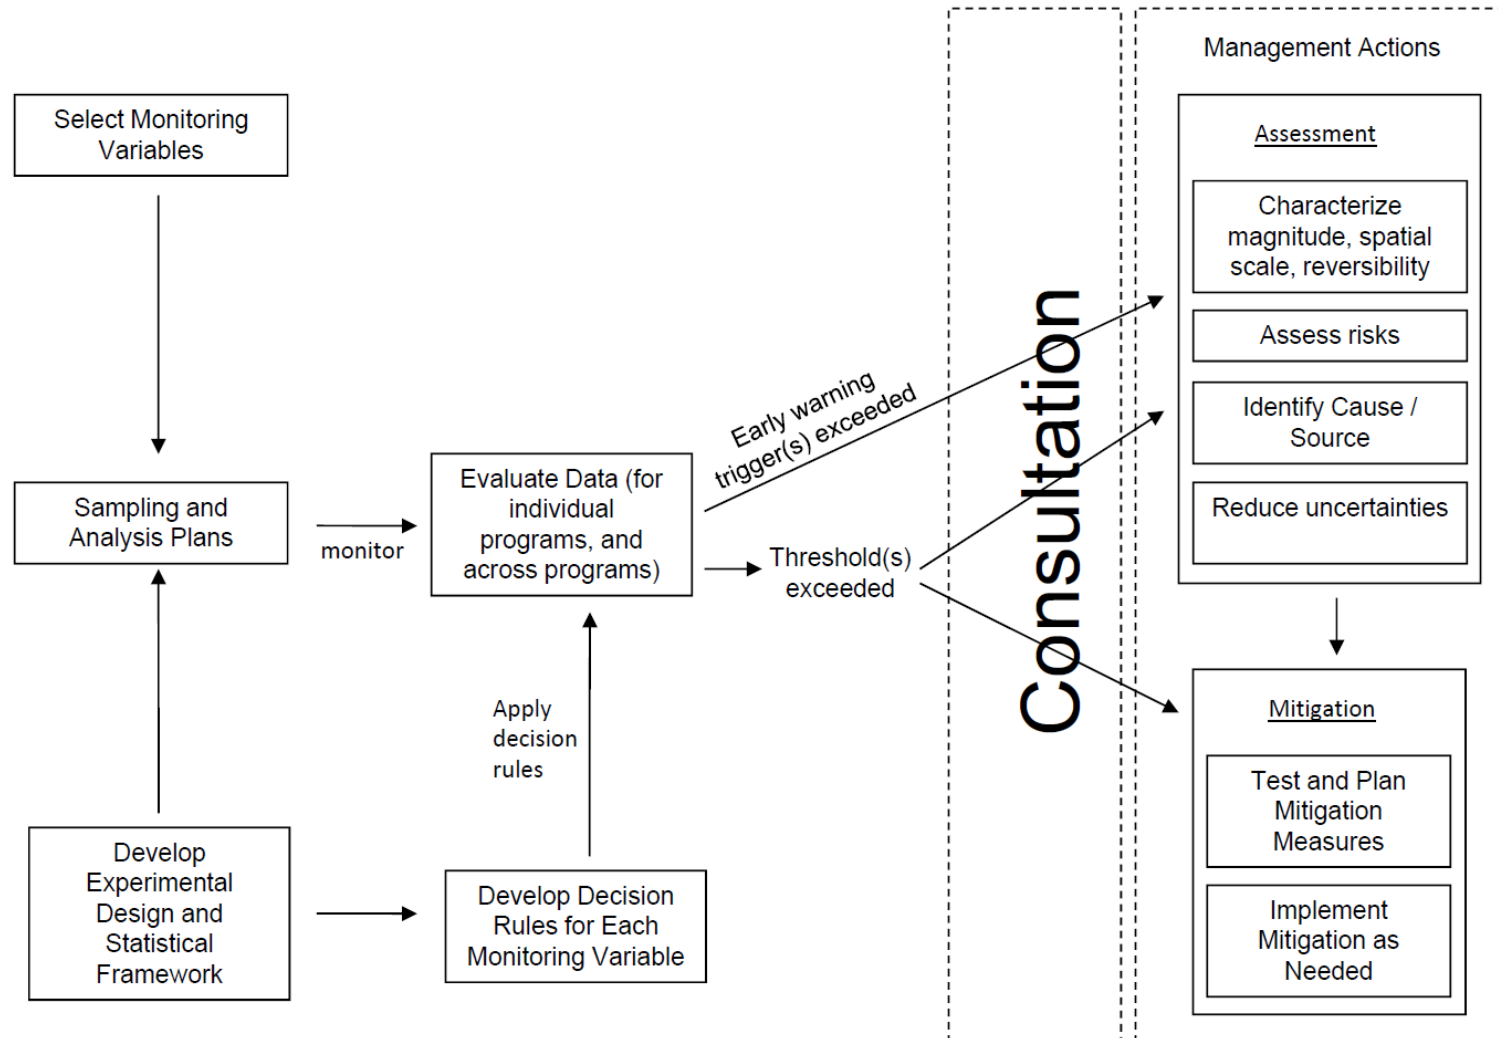 Management Actions
Select Monitoring
Variables
Assessment
Characterize
magnitude, spatial
scale, reversibility
Assess risks
Identify Cause /
Source
Reduce uncertainties
Early warning
trigger(s) exceeded
Consultation
Sampling and
Analysis Plans
monitor
Evaluate Data (for
individual
programs, and
across programs)
Threshold(s)
exceeded
Apply
decision
rules
Mitigation
Test and Plan
Mitigation
Measures
Implement
Mitigation as
Needed
Develop
Experimental
Design and
Statistical
Framework
Develop Decision
Rules for Each
Monitoring Variable